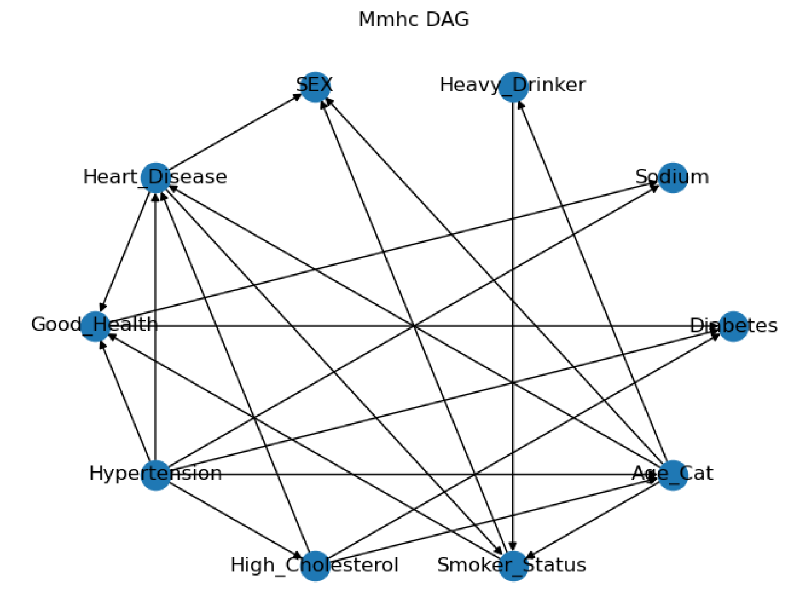 Mmhc DAG
SEX
Heavy_Drinker
Heart_Disease
Sodium
Good_Health
Diabetes
Hypertension
Age_Cat
High_Cholesterol
Smoker_Status